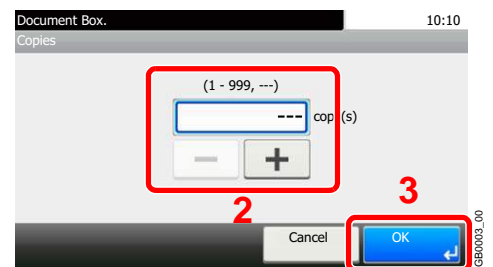 Document Box. 10:10
Copies
(1 - 999, ---)
--- cop (s)
− +
2
3
Cancel OK
GB0003_00